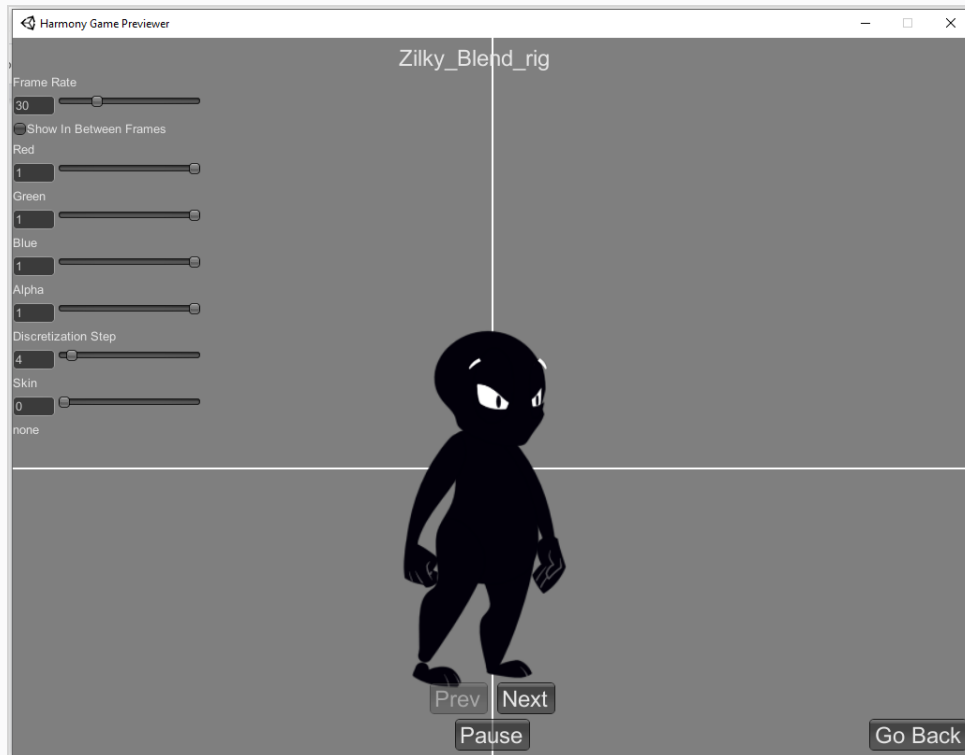 Harmony Game Previewer
Zilky_Blend_rig
Frame Rate
30
Show In Between Frames
Red
1
Green
1
Blue
1
Alpha
1
Discretization Step
4
Skin
0
none
Prev Next
Pause
Go Back